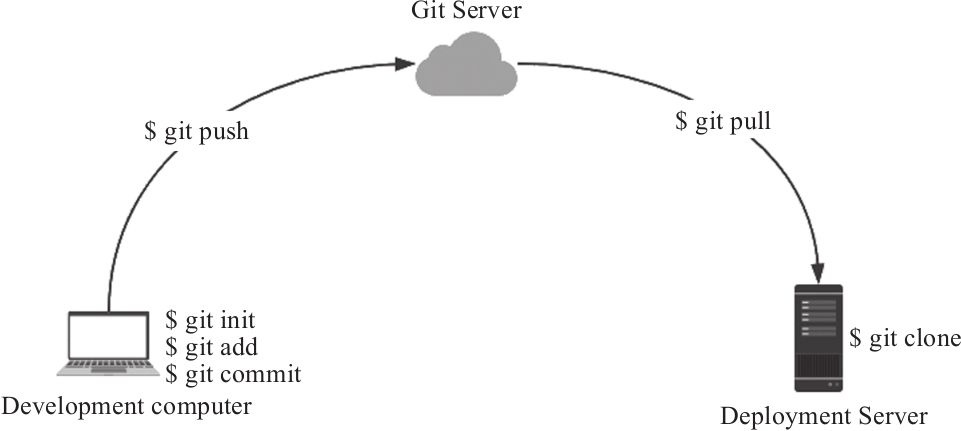 Git Server
$ git push
$ git pull
$ git init
$ git add
$ git commit
Development computer
$ git clone
Deployment Server